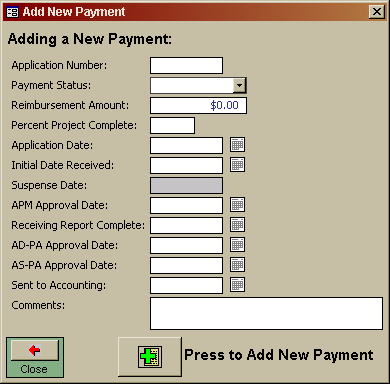 Add New Payment
Adding a New Payment:
Application Number:
Payment Status:
Reimbursement Amount: $0.00
Percent Project Complete:
Application Date:
Initial Date Received:
Suspense Date:
APM Approval Date:
Receiving Report Complete:
AD-PA Approval Date:
AS-PA Approval Date:
Sent to Accounting:
Comments:
Close
Press to Add New Payment